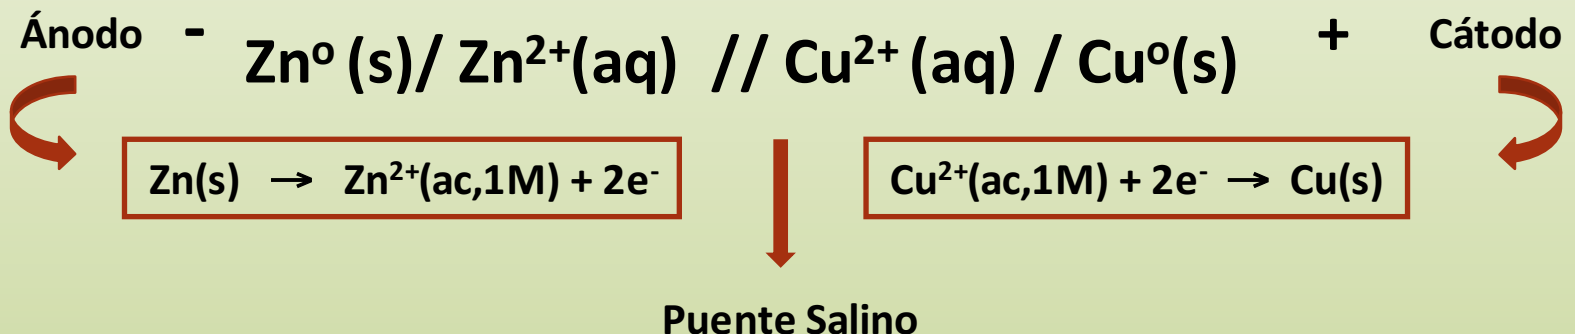 Ánodo - Znº (s)/ Zn²⁺(aq) // Cu²⁺ (aq) / Cuº(s) + Cátodo
Zn(s) → Zn²⁺(ac,1M) + 2e⁻
Cu²⁺(ac,1M) + 2e⁻ → Cu(s)
Puente Salino